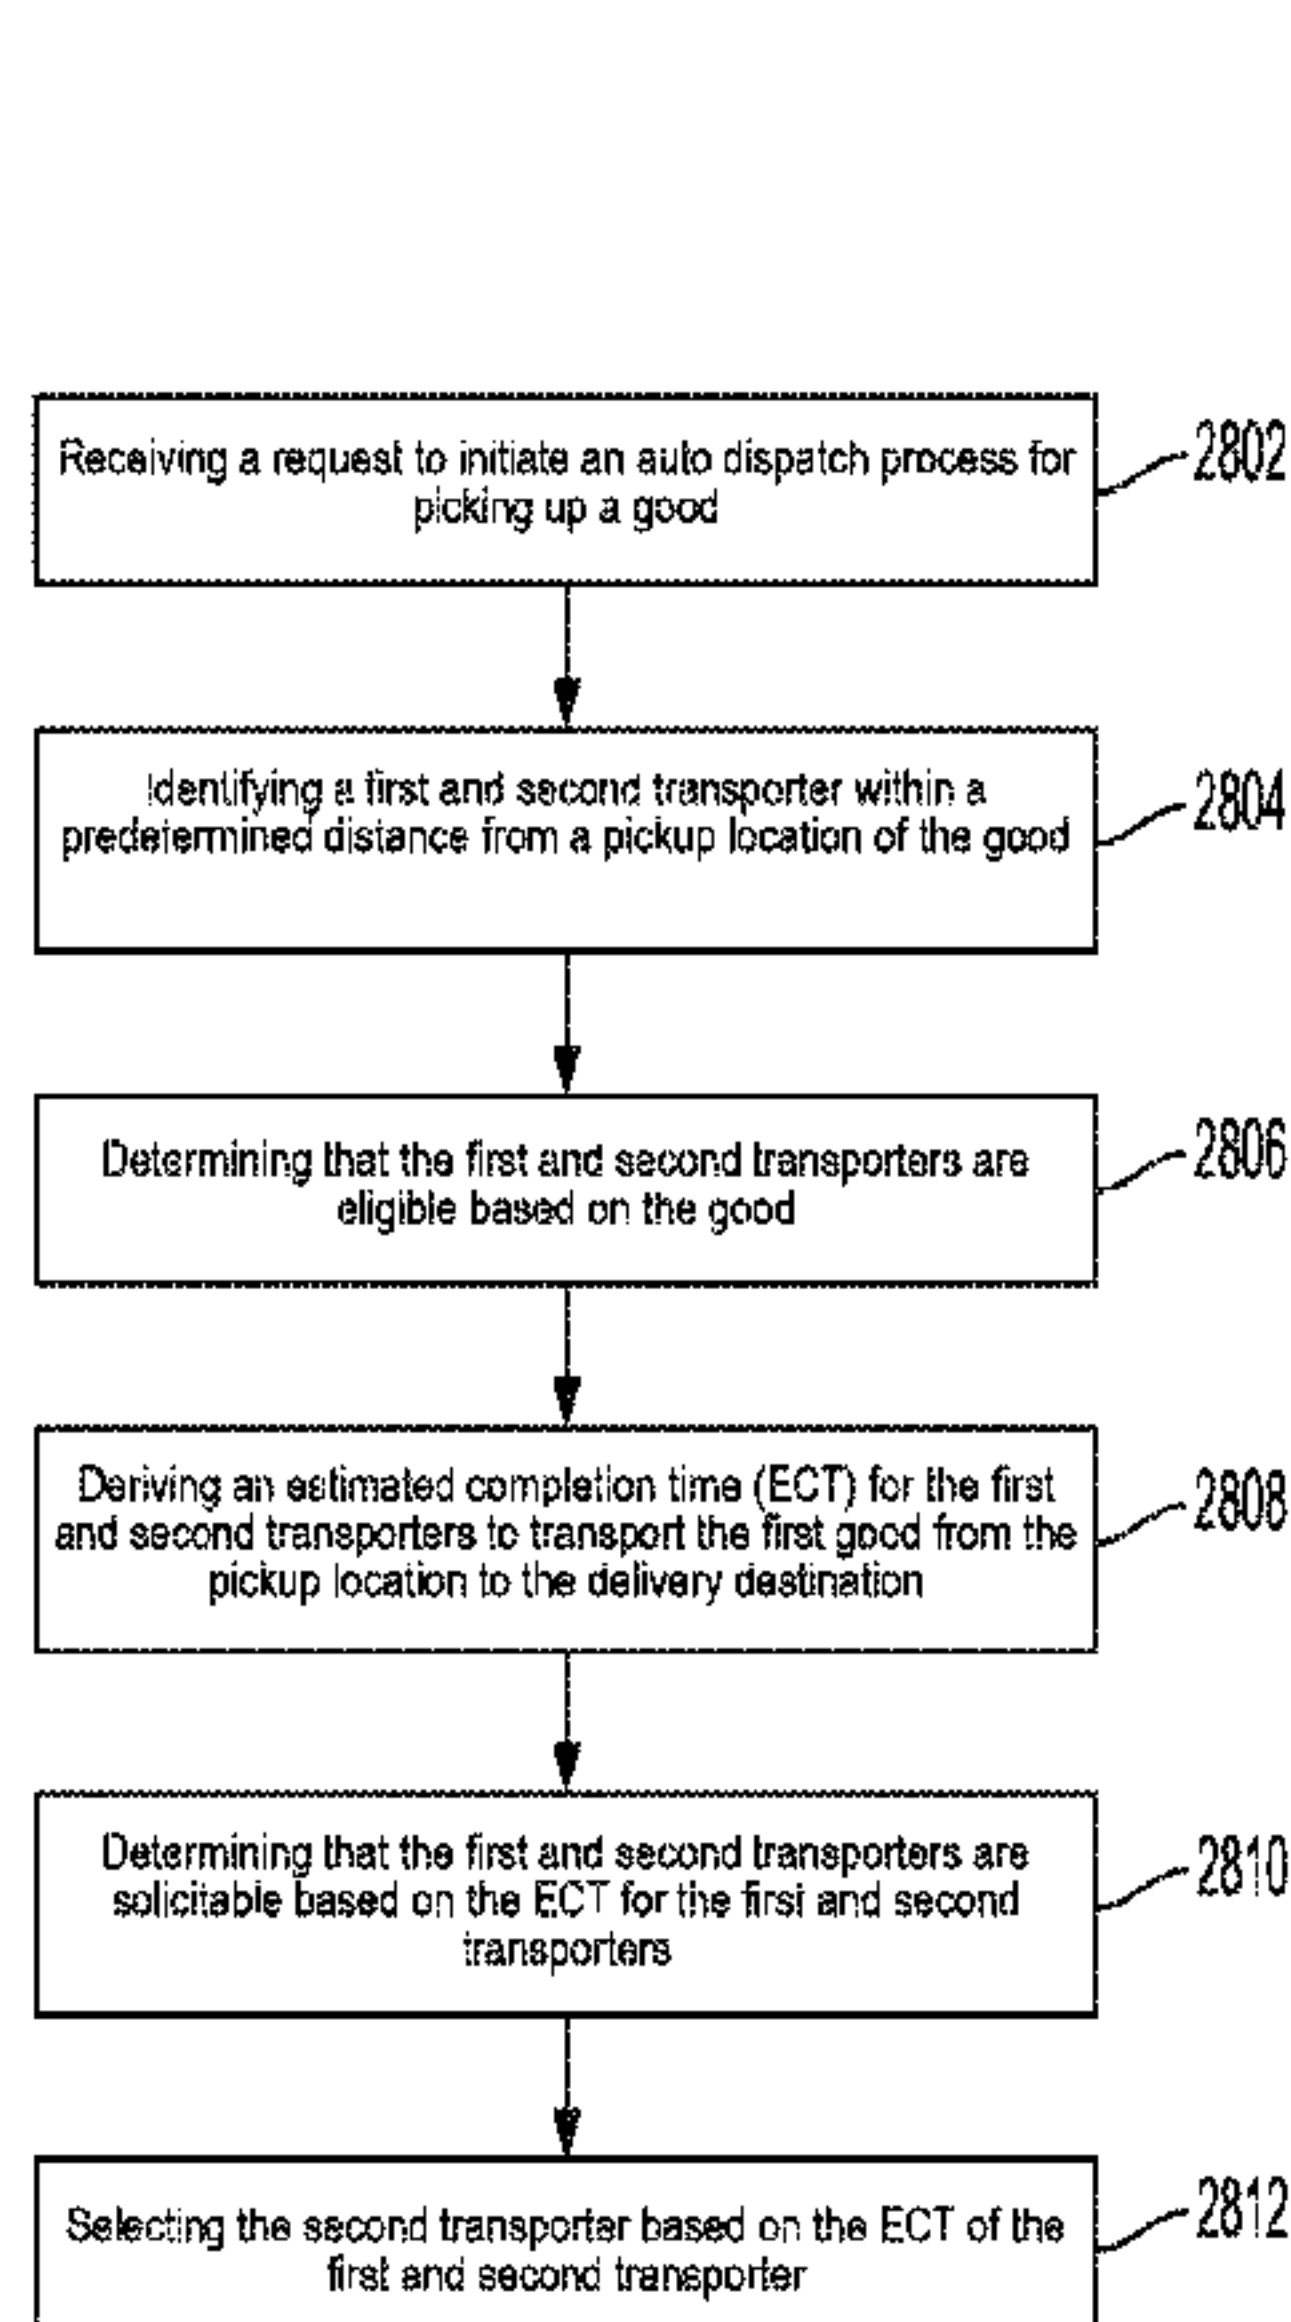 Receiving a request to initiate an auto dispatch process for
picking up a good
2802
Identifying a first and second transporter within a
predetermined distance from a pickup location of the good
2804
Determining that the first and second transporters are
eligible based on the good
2806
Deriving an estimated completion time (ECT) for the first
and second transporters to transport the first good from the
pickup location to the delivery destination
2808
Determining that the first and second transporters are
solicitable based on the ECT for the first and second
transporters
2810
Selecting the second transporter based on the ECT of the
first and second transporter
2812